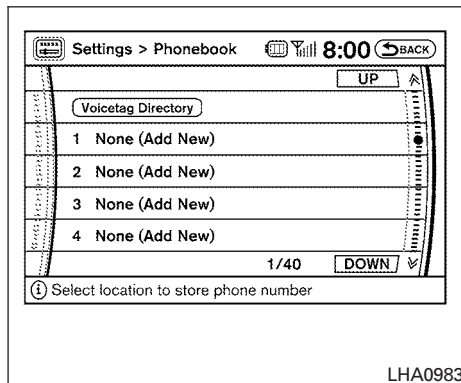 Settings > Phonebook 8:00 BACK
UP
Voicetag Directory
1 None (Add New)
2 None (Add New)
3 None (Add New)
4 None (Add New)
1/40 DOWN
i Select location to store phone number
LHA0983